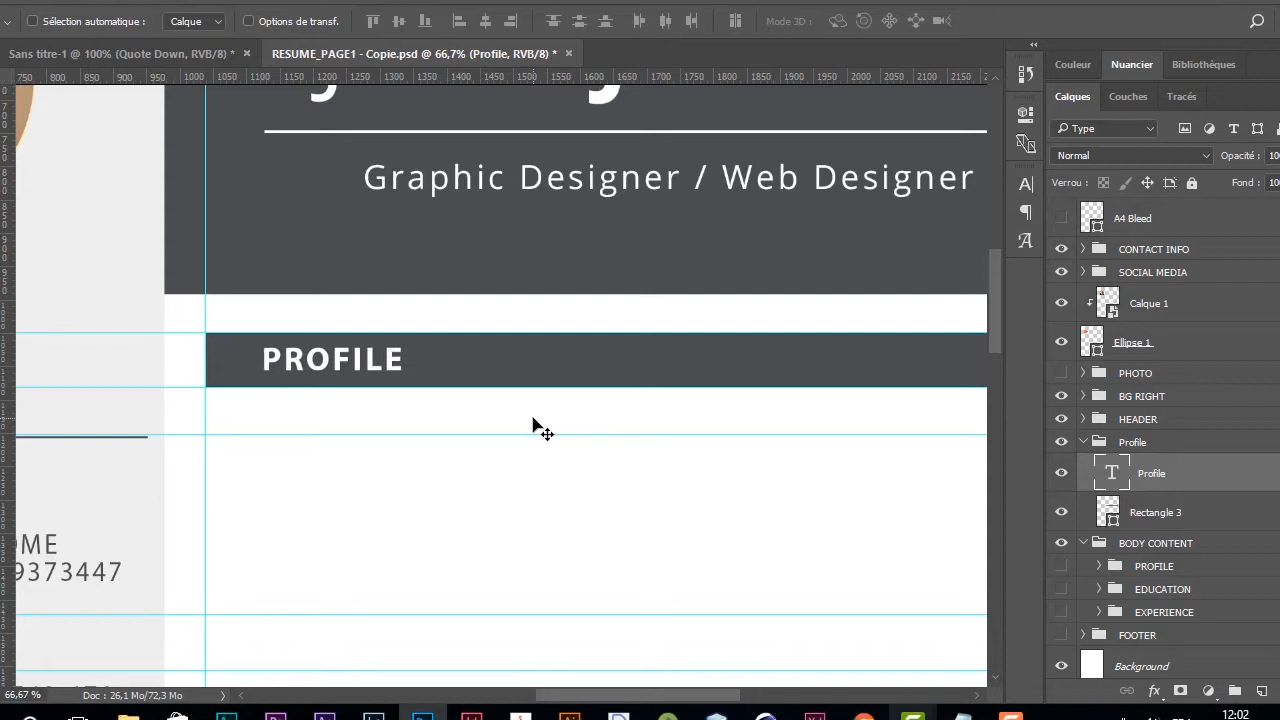 Sélection automatique : Calque Options de transf. Mode 3D :
Sans titre-1 @ 100% (Quote Down, RVB/8) * × RESUME_PAGE1 - Copie.psd @ 66,7% (Profile, RVB/8) * ×
750 800 850 900 950 1000 1050 1100 1150 1200 1250 1300 1350 1400 1450 1500 1550 1600 1650 1700 1750 1800 1850 1900 1950 2000 2050 2100 2150
Couleur Nuancier Bibliothèques
Calques Couches Tracés
Type
Normal Opacité : 100
Verrou : Fond : 100
A4 Bleed
CONTACT INFO
SOCIAL MEDIA
Calque 1
Ellipse 1
PHOTO
BG RIGHT
HEADER
Profile
Profile
Rectangle 3
BODY CONTENT
PROFILE
EDUCATION
EXPERIENCE
FOOTER
Background
Graphic Designer / Web Designer
PROFILE
OME
9373447
66,67 % Doc : 26,1 Mo/72,3 Mo
12:02